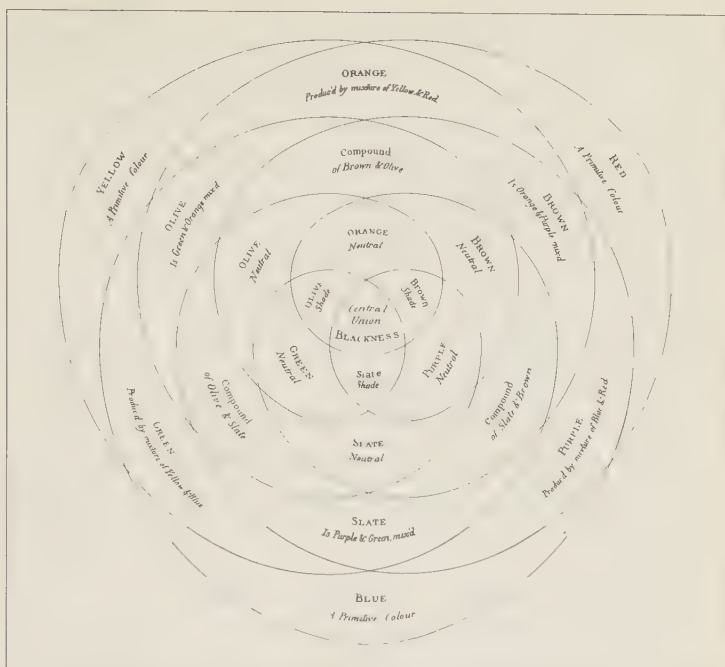 ORANGE
Produc'd by mixture of Yellow & Red
YELLOW
A Primitive Colour
RED
A Primitive Colour
Compound
of Brown & Olive
OLIVE
Is Green & Orange mix'd
BROWN
Is Orange & Purple mix'd
ORANGE
Neutral
OLIVE
Neutral
BROWN
Neutral
OLIVE
Shade
Brown
Shade
Central
Union
BLACKNESS
GREEN
Neutral
PURPLE
Neutral
Slate
Shade
Compound
of Olive & Slate
Compound
of Slate & Brown
GREEN
Produced by mixture of Yellow & Blue
PURPLE
Produc'd by mixture of Blue & Red
SLATE
Neutral
SLATE
Is Purple & Green, mix'd
BLUE
A Primitive Colour